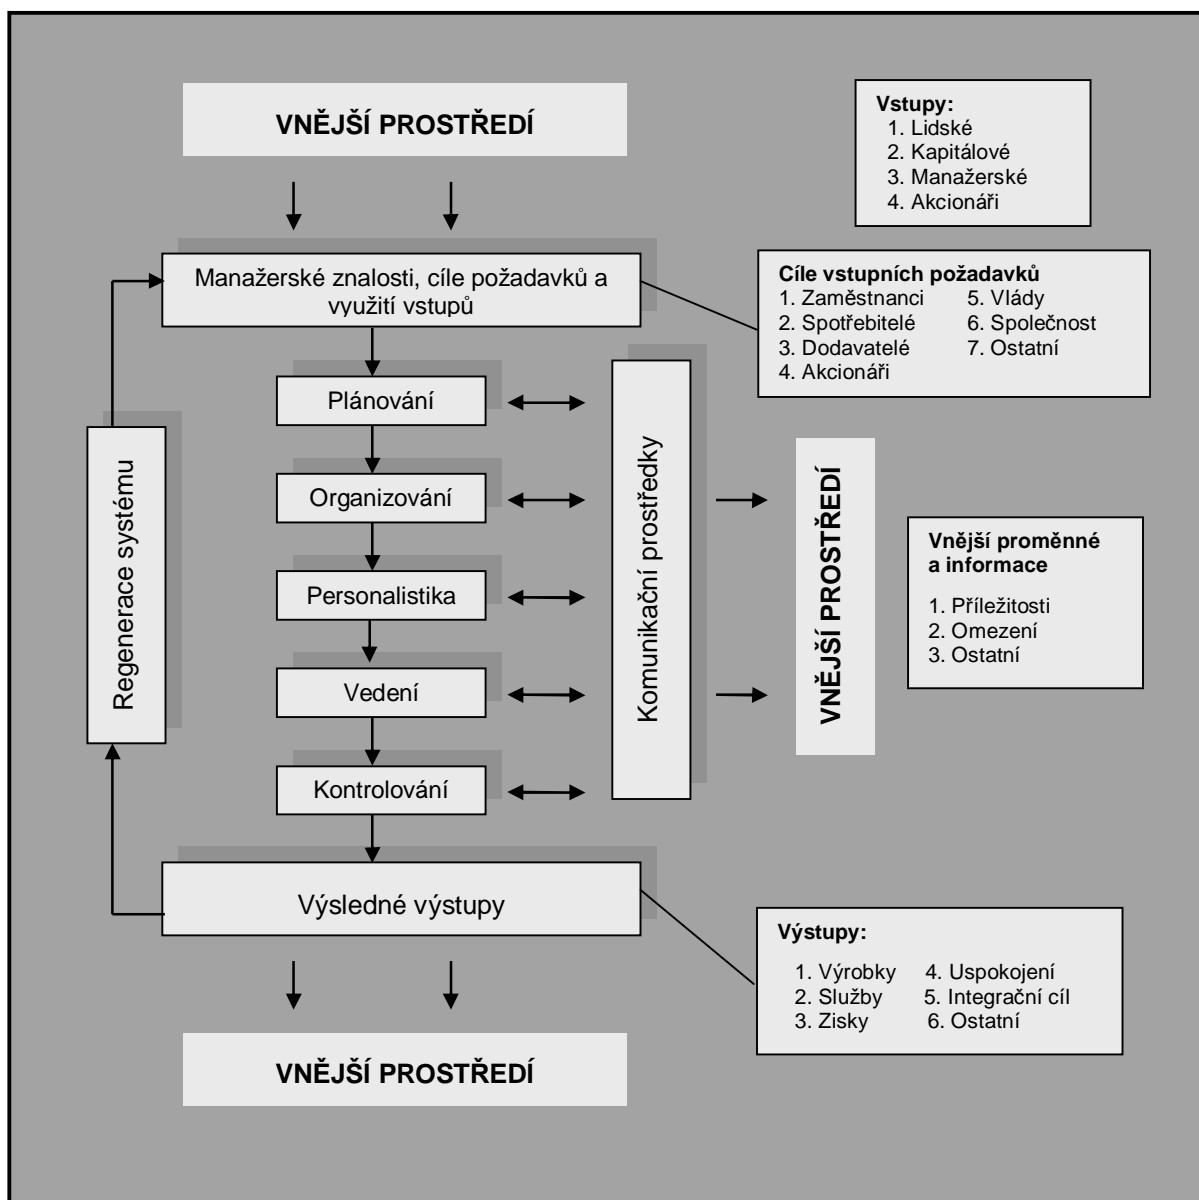 VNĚJŠÍ PROSTŘEDÍ
Vstupy:
1. Lidské
2. Kapitálové
3. Manažerské
4. Akcionáři
Manažerské znalosti, cíle požadavků a
využití vstupů
Cíle vstupních požadavků
1. Zaměstnanci 5. Vlády
2. Spotřebitelé 6. Společnost
3. Dodavatelé 7. Ostatní
4. Akcionáři
Plánování
Organizování
Personalistika
Vedení
Kontrolování
Regenerace systému
Komunikační prostředky
VNĚJŠÍ PROSTŘEDÍ
Vnější proměnné
a informace
1. Příležitosti
2. Omezení
3. Ostatní
Výsledné výstupy
Výstupy:
1. Výrobky 4. Uspokojení
2. Služby 5. Integrační cíl
3. Zisky 6. Ostatní
VNĚJŠÍ PROSTŘEDÍ